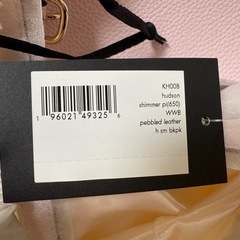 KH008
hudson
shimmer pi(650)
WWB
pebbled leather
h sm bkpk
1 96021 49325 6